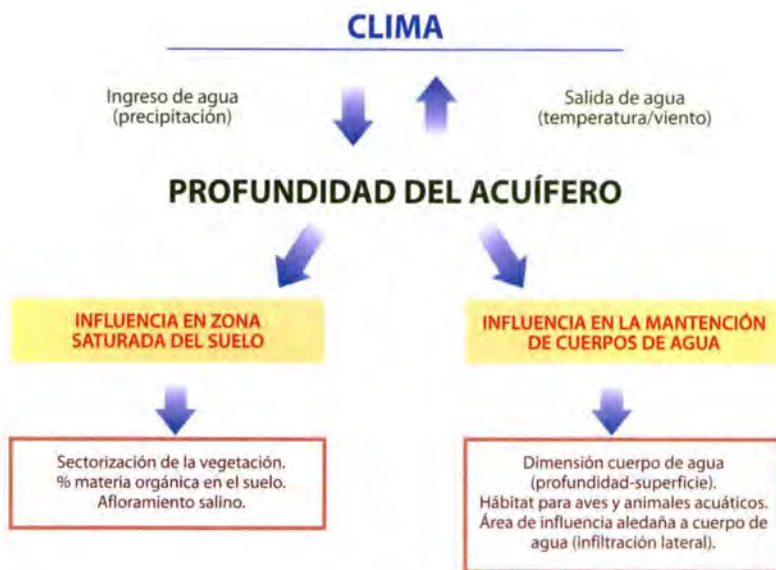 CLIMA
Ingreso de agua
(precipitación)
Salida de agua
(temperatura/viento)
PROFUNDIDAD DEL ACUÍFERO
INFLUENCIA EN ZONA
SATURADA DEL SUELO
INFLUENCIA EN LA MANTENCIÓN
DE CUERPOS DE AGUA
Sectorización de la vegetación.
% materia orgánica en el suelo.
Afloramiento salino.
Dimensión cuerpo de agua
(profundidad-superficie).
Hábitat para aves y animales acuáticos.
Área de influencia aledaña a cuerpo de
agua (infiltración lateral).